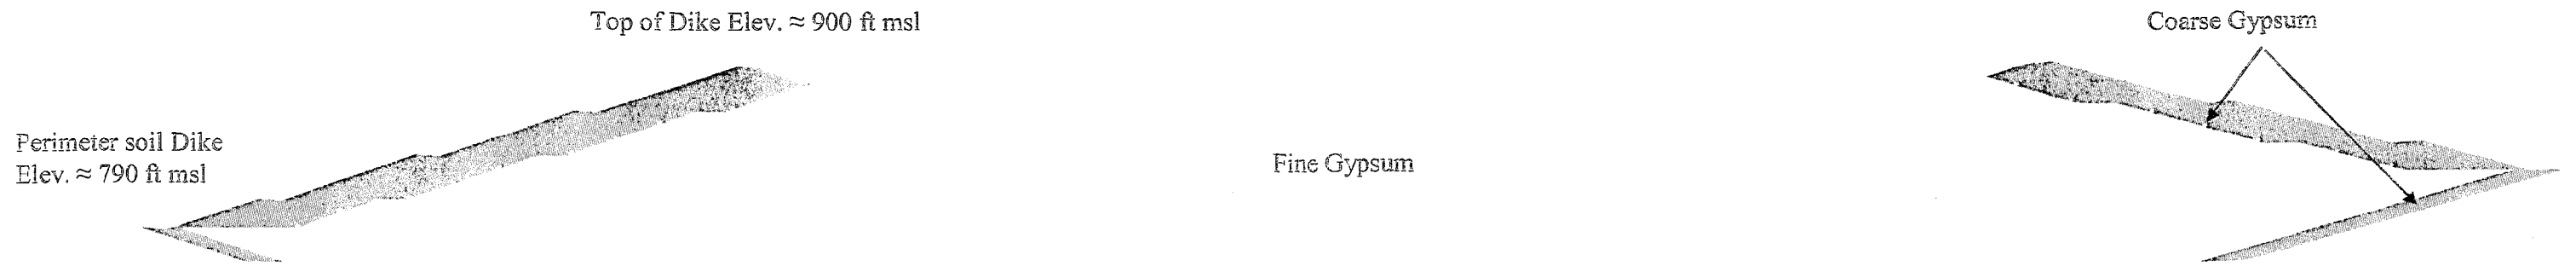 Top of Dike Elev. ≈ 900 ft msl
Coarse Gypsum
Perimeter soil Dike
Elev. ≈ 790 ft msl
Fine Gypsum